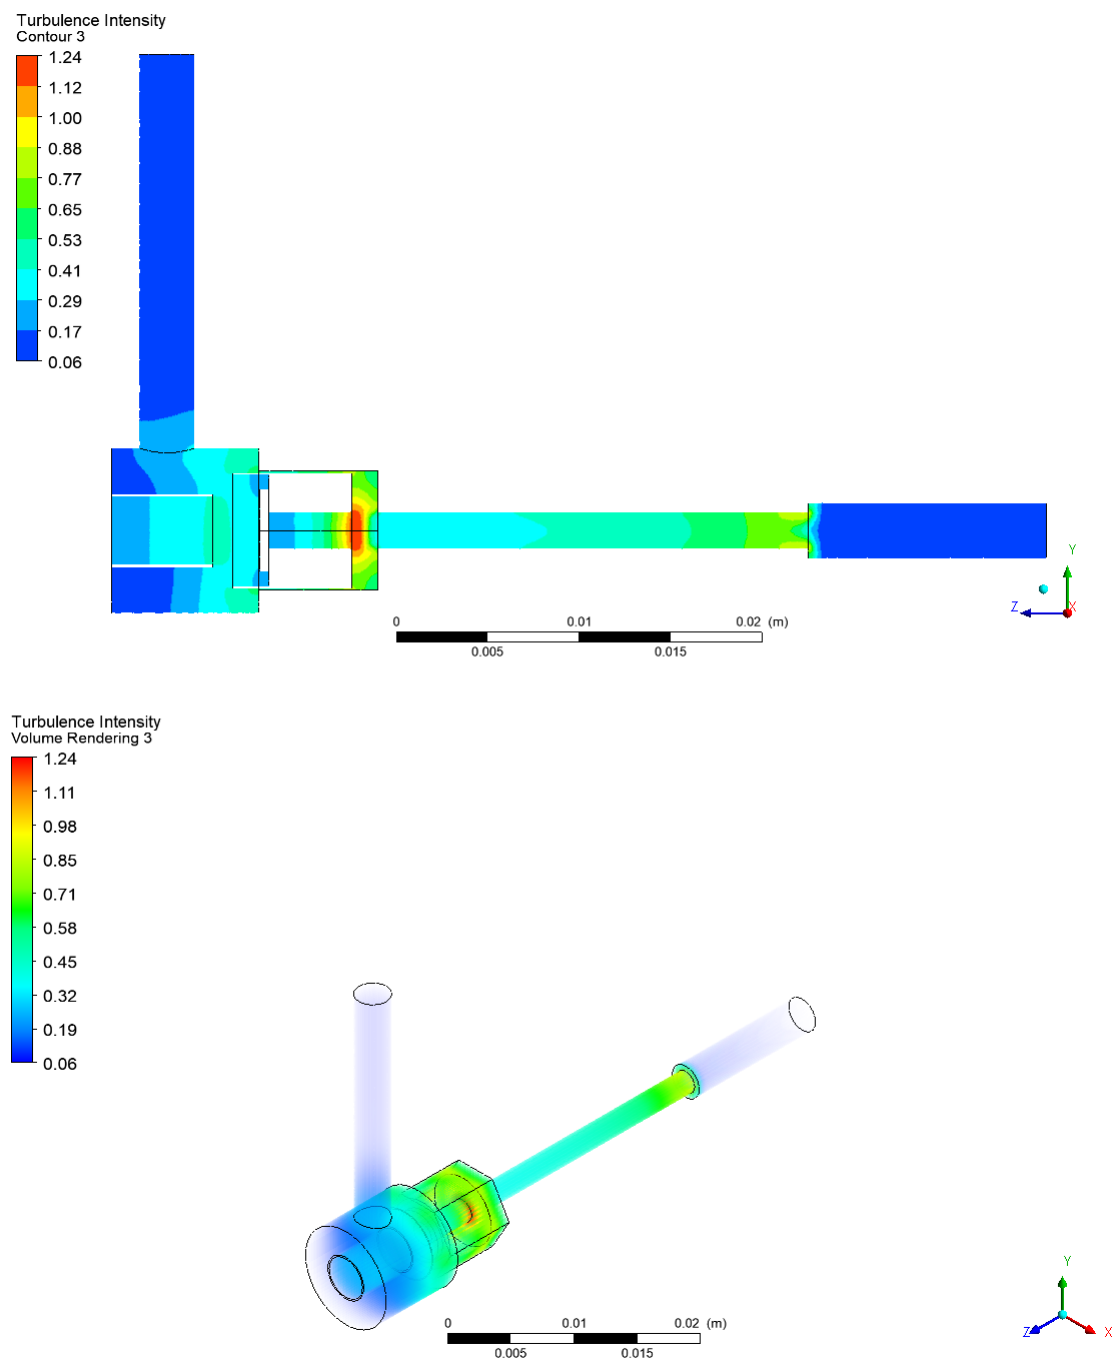 Turbulence Intensity
Contour 3
1.24
1.12
1.00
0.88
0.77
0.65
0.53
0.41
0.29
0.17
0.06
Y
Z
X
0 0.01 0.02 (m)
0.005 0.015
Turbulence Intensity
Volume Rendering 3
1.24
1.11
0.98
0.85
0.71
0.58
0.45
0.32
0.19
0.06
Y
Z X
0 0.01 0.02 (m)
0.005 0.015